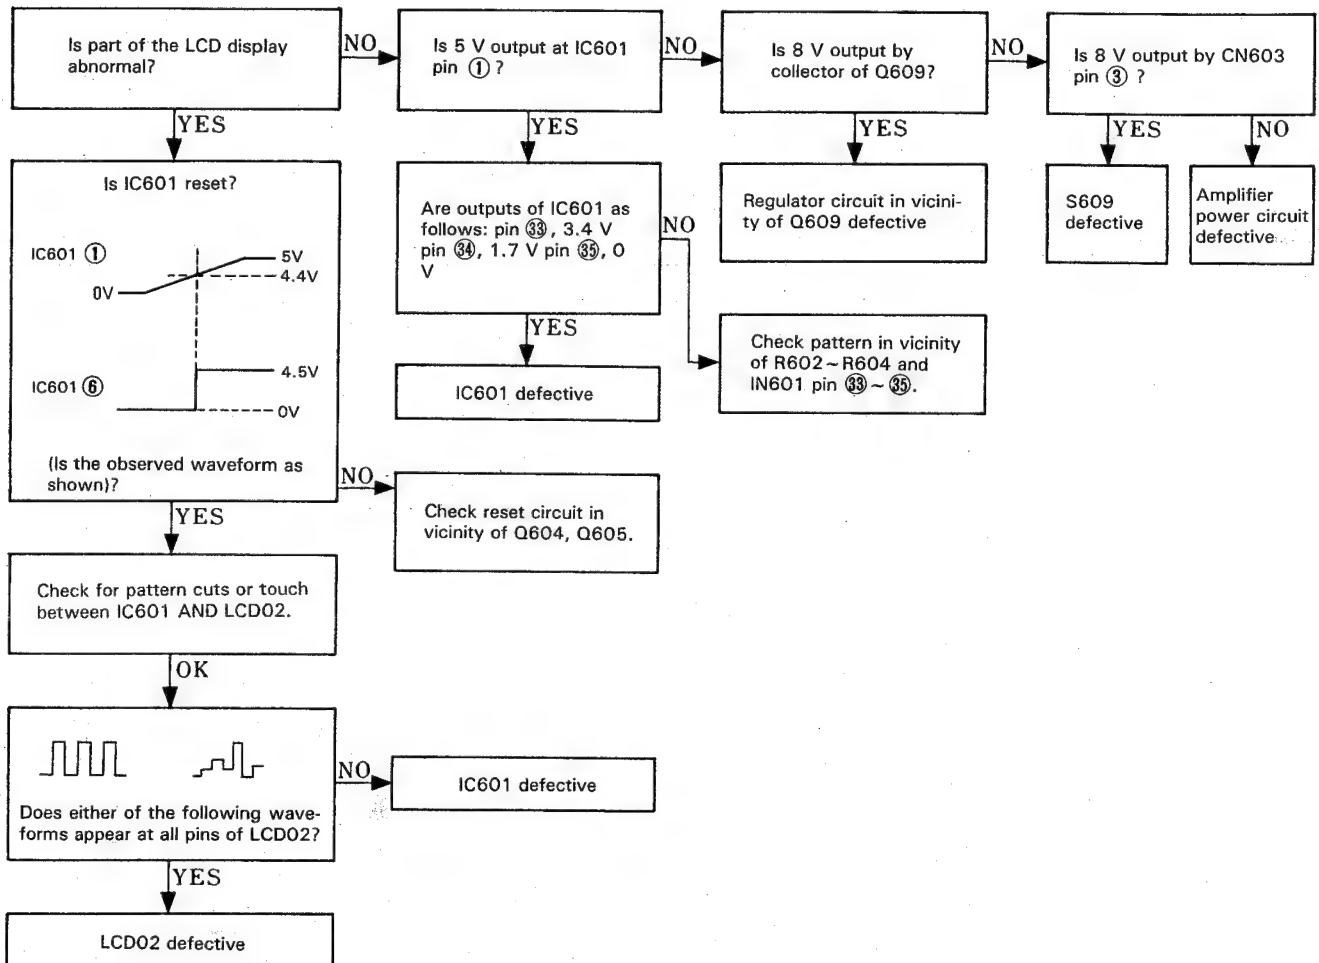 Is part of the LCD display
abnormal?
NO
Is 5 V output at IC601
pin ① ?
NO
Is 8 V output by
collector of Q609?
NO
Is 8 V output by CN603
pin ③ ?
YES
YES
YES
YES
NO
Is IC601 reset?
IC601 ①
5V
4.4V
0V
IC601 ⑥
4.5V
0V
(Is the observed waveform as
shown)?
Are outputs of IC601 as
follows: pin ㉝, 3.4 V
pin ㉞, 1.7 V pin ㉟, 0
V
NO
Regulator circuit in vicini-
ty of Q609 defective
S609
defective
Amplifier
power circuit
defective
YES
Check pattern in vicinity
of R602~R604 and
IN601 pin ㉝ ~ ㉟.
IC601 defective
NO
Check reset circuit in
vicinity of Q604, Q605.
YES
Check for pattern cuts or touch
between IC601 AND LCD02.
OK
Does either of the following wave-
forms appear at all pins of LCD02?
NO
IC601 defective
YES
LCD02 defective